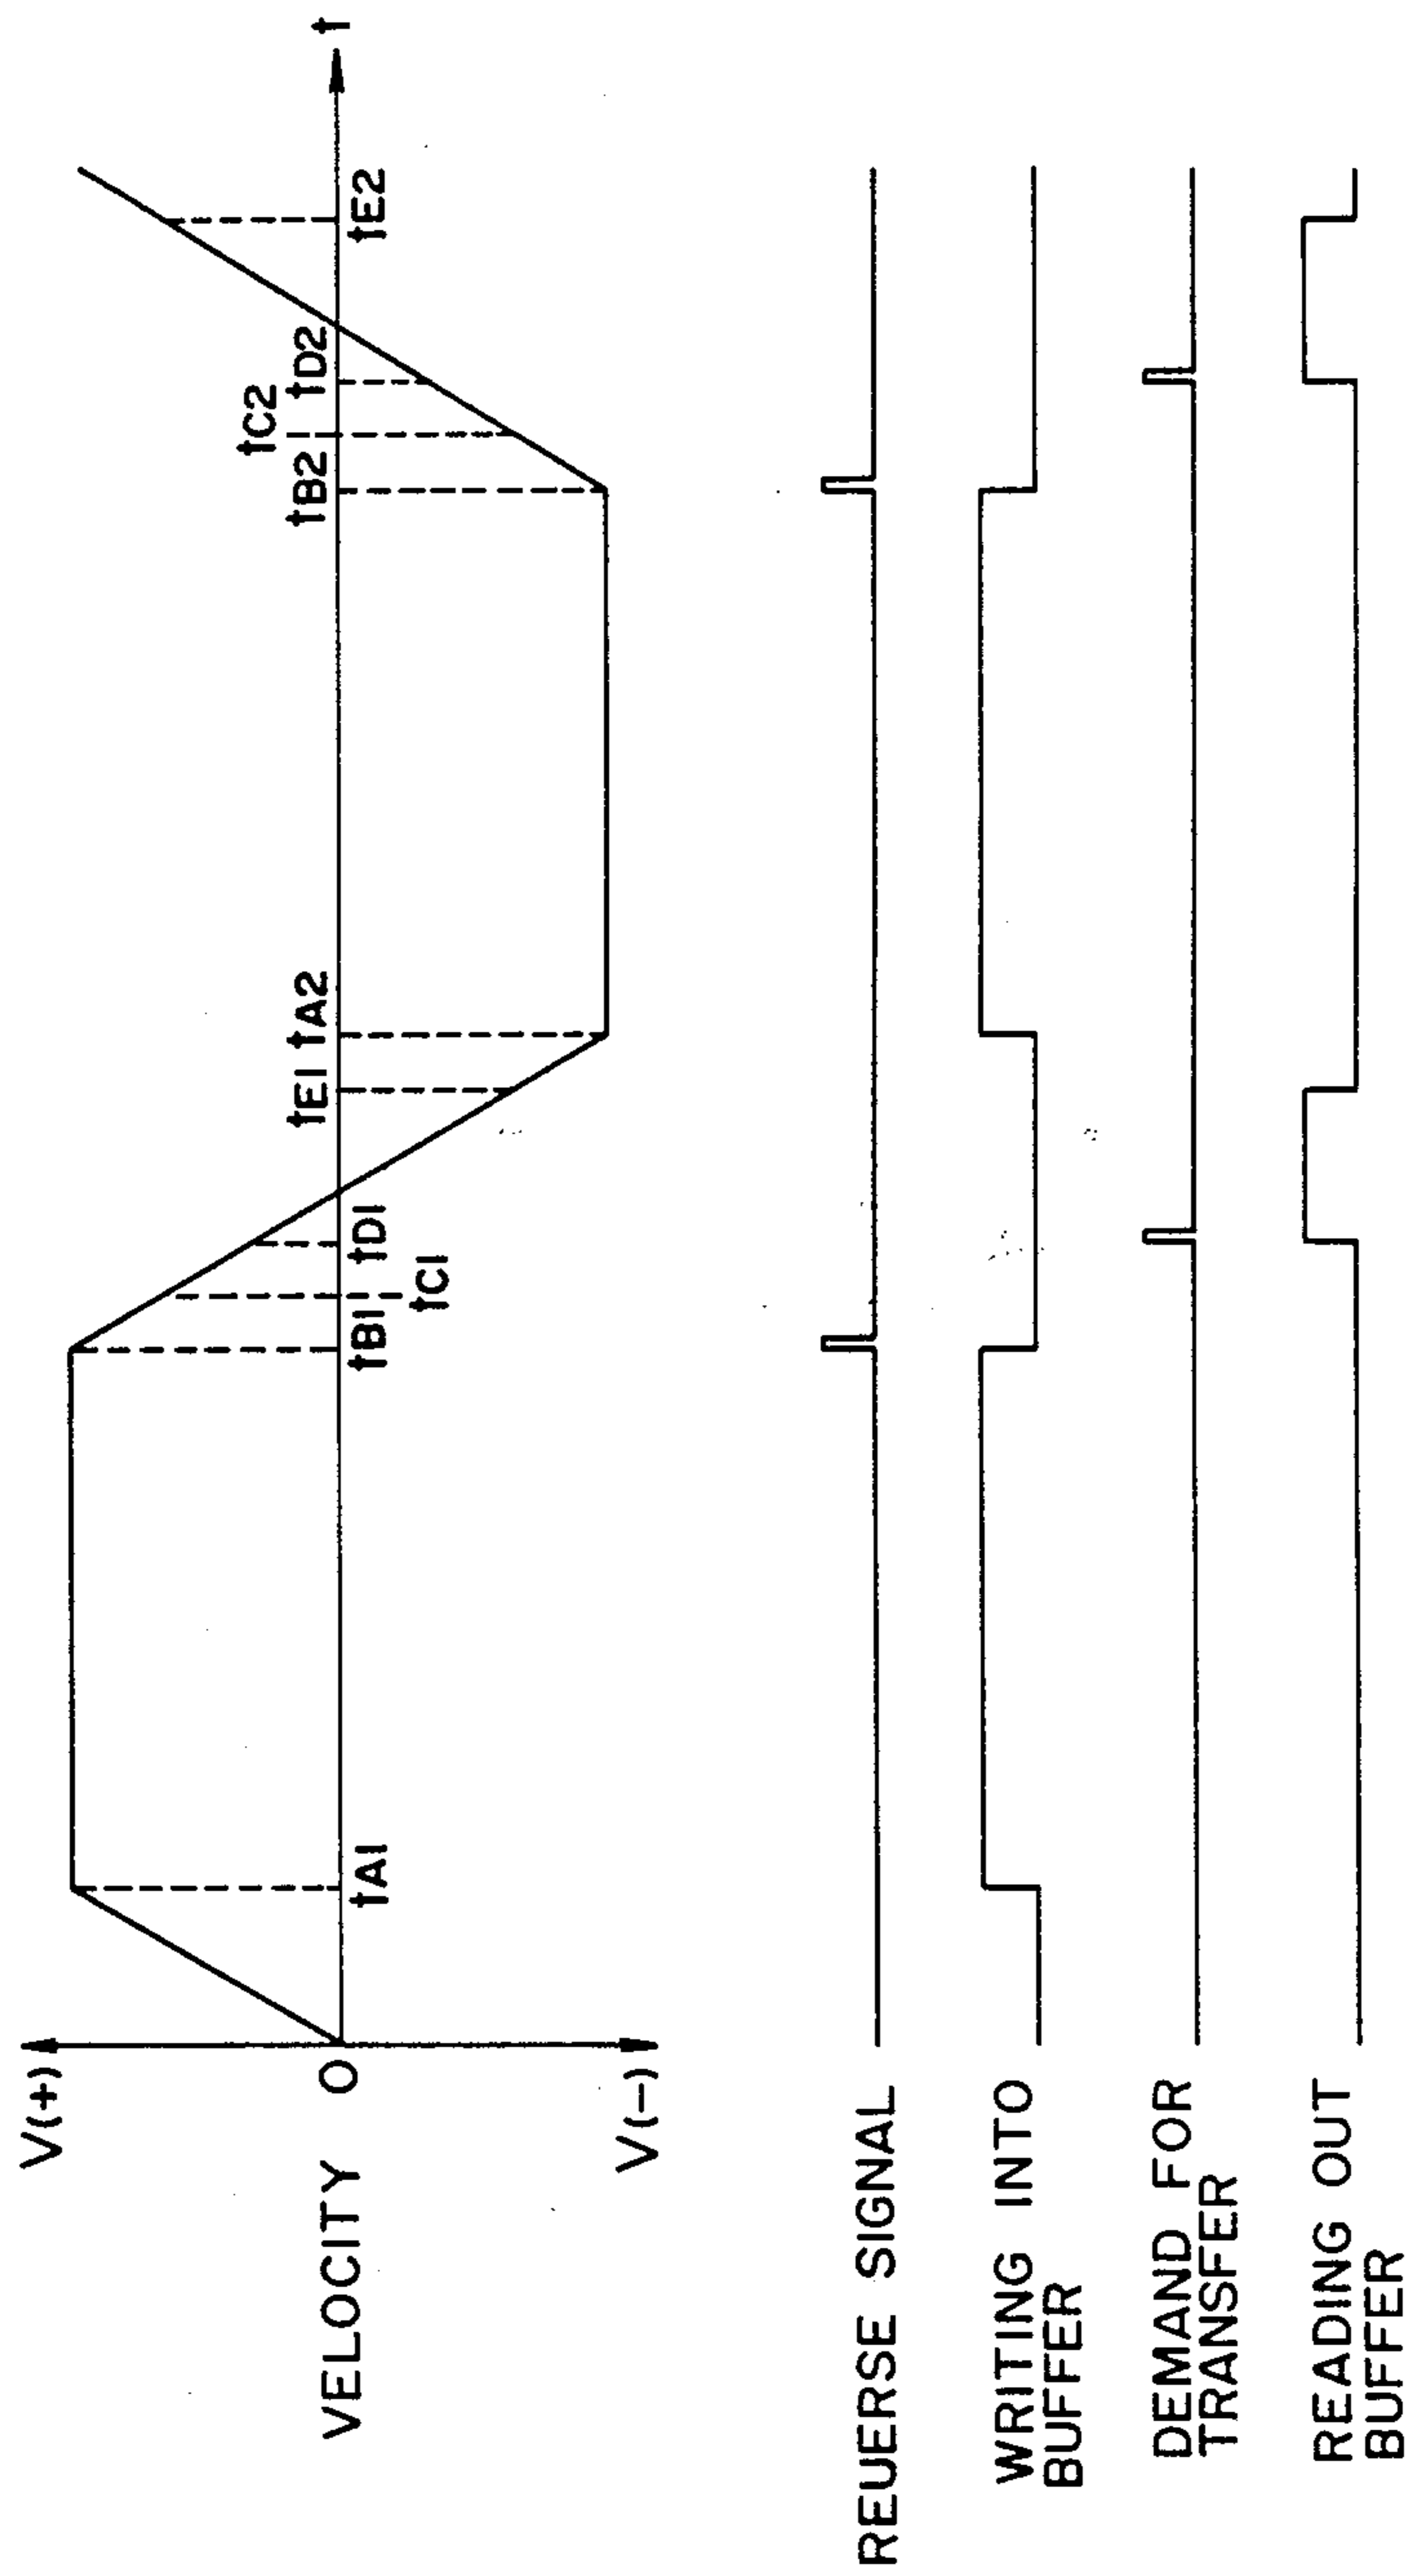 V(+)
VELOCITY O
V(-)
t
tA1
tB1
tC1
tD1
tE1
tA2
tB2
tC2
tD2
tE2
REUERSE SIGNAL
WRITING INTO
BUFFER
DEMAND FOR
TRANSFER
READING OUT
BUFFER